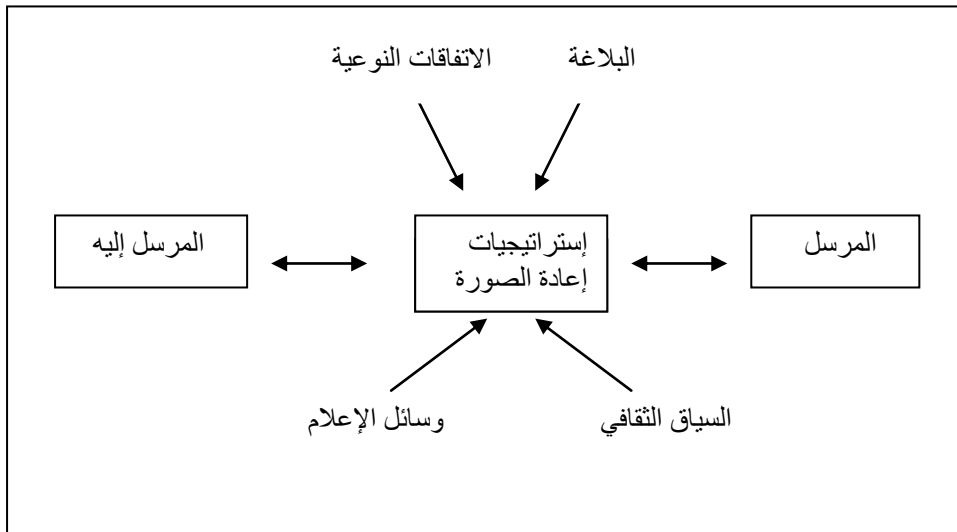 البلاغة
الاتفاقات النوعية
المرسل
إستراتيجيات
إعادة الصورة
المرسل إليه
السياق الثقافي
وسائل الإعلام